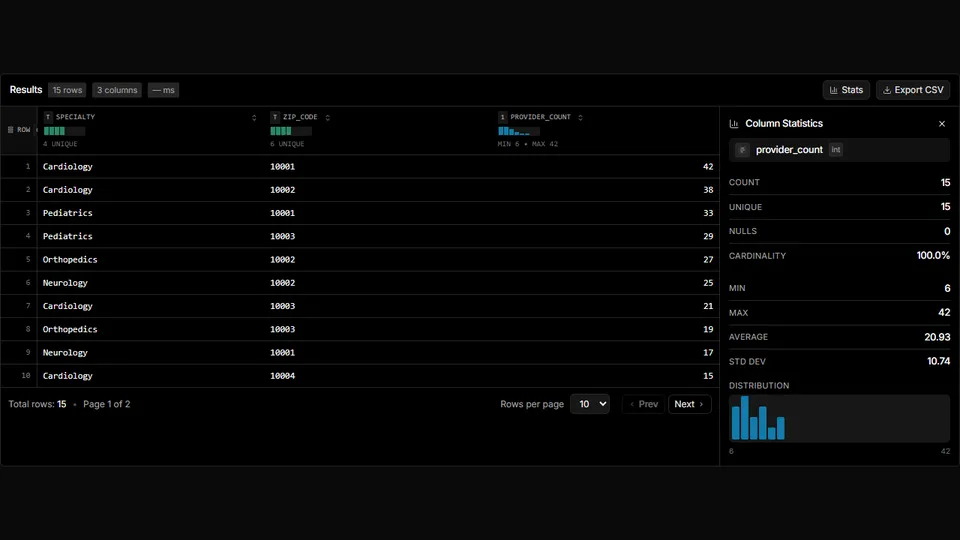 Results 15 rows 3 columns — ms Stats Export CSV
ROW T SPECIALTY T ZIP_CODE 1 PROVIDER_COUNT
4 UNIQUE 6 UNIQUE MIN 6 • MAX 42
1 Cardiology 10001 42
2 Cardiology 10002 38
3 Pediatrics 10001 33
4 Pediatrics 10003 29
5 Orthopedics 10002 27
6 Neurology 10002 25
7 Cardiology 10003 21
8 Orthopedics 10003 19
9 Neurology 10001 17
10 Cardiology 10004 15
Total rows: 15 • Page 1 of 2 Rows per page 10 ‹ Prev Next ›
Column Statistics ×
provider_count int
COUNT 15
UNIQUE 15
NULLS 0
CARDINALITY 100.0%
MIN 6
MAX 42
AVERAGE 20.93
STD DEV 10.74
DISTRIBUTION
6 42